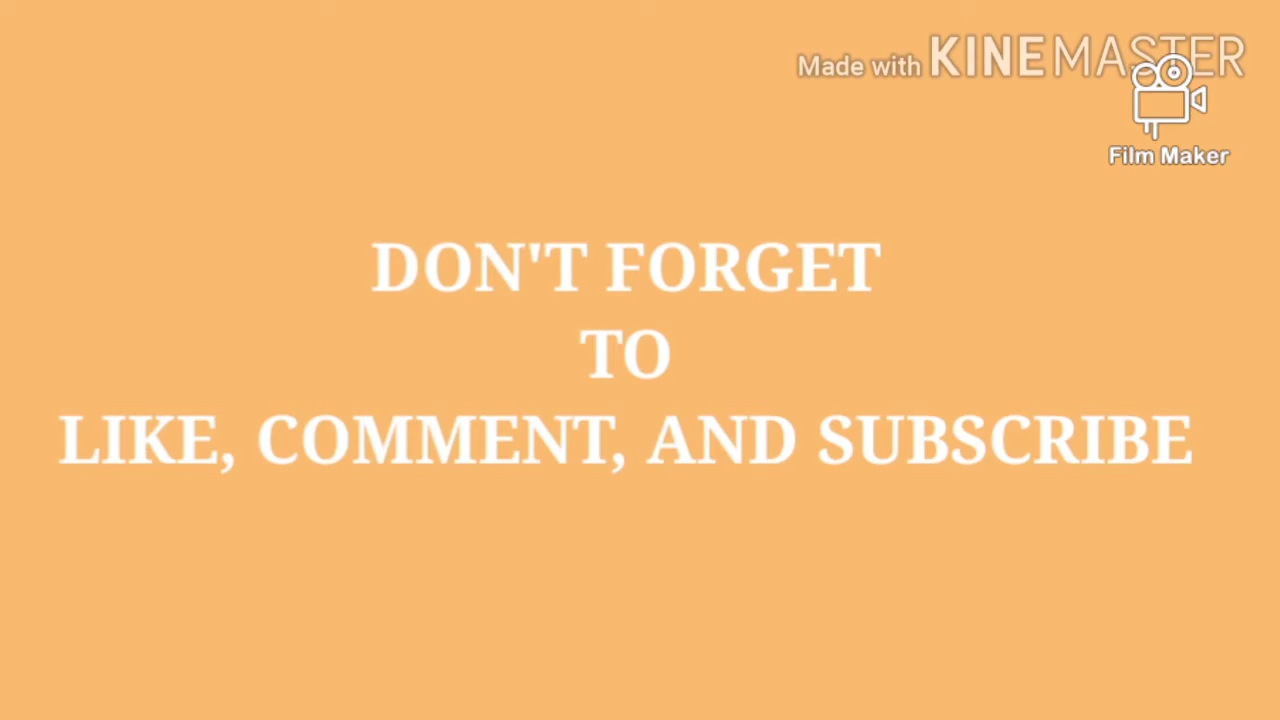 Made with KINEMASTER
Film Maker
DON'T FORGET
TO
LIKE, COMMENT, AND SUBSCRIBE